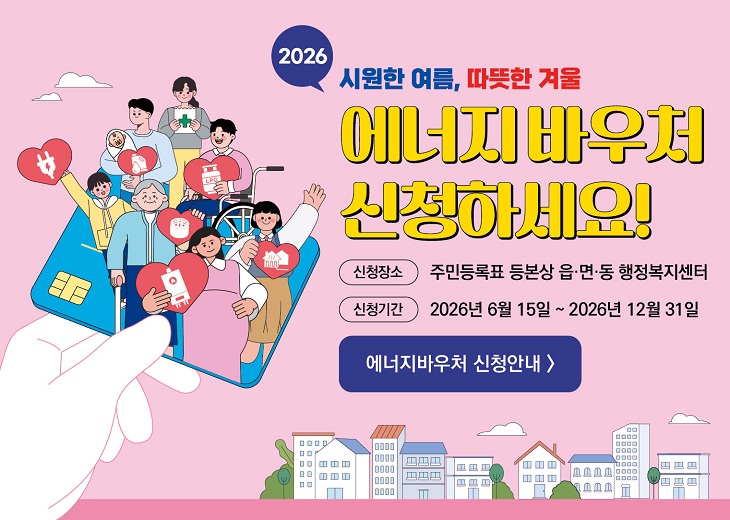 2026
시원한 여름, 따뜻한 겨울
에너지 바우처
신청하세요!
신청장소 주민등록표 등본상 읍·면·동 행정복지센터
신청기간 2026년 6월 15일 ~ 2026년 12월 31일
에너지바우처 신청안내 〉
LPG